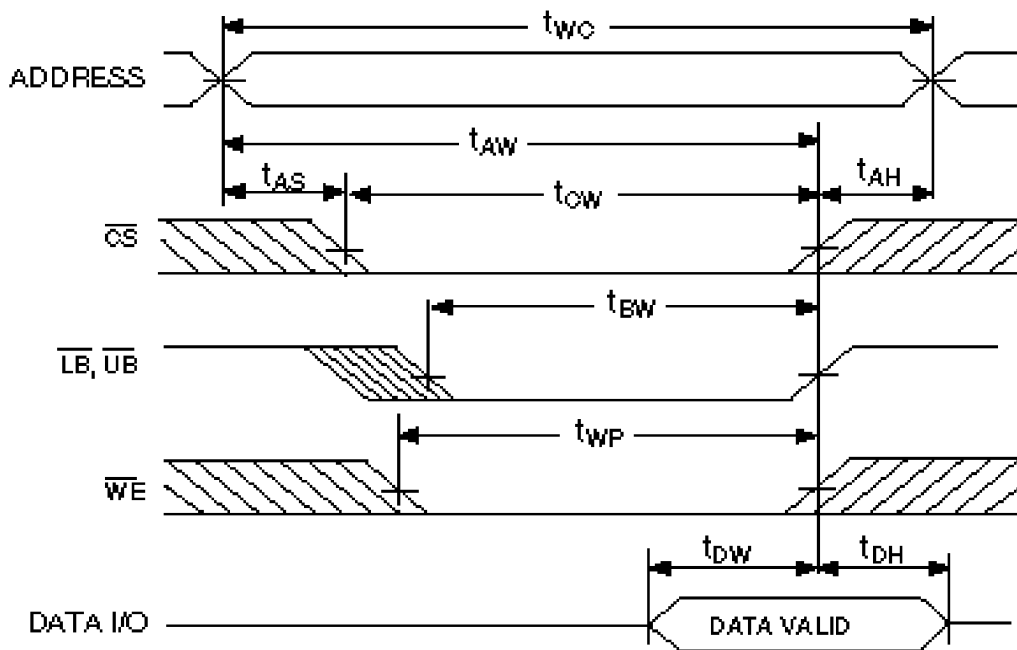 tWC
ADDRESS
tAW
tAS
tCW
tAH
CS
tBW
LB, UB
tWP
WE
tDW
tDH
DATA I/O
DATA VALID